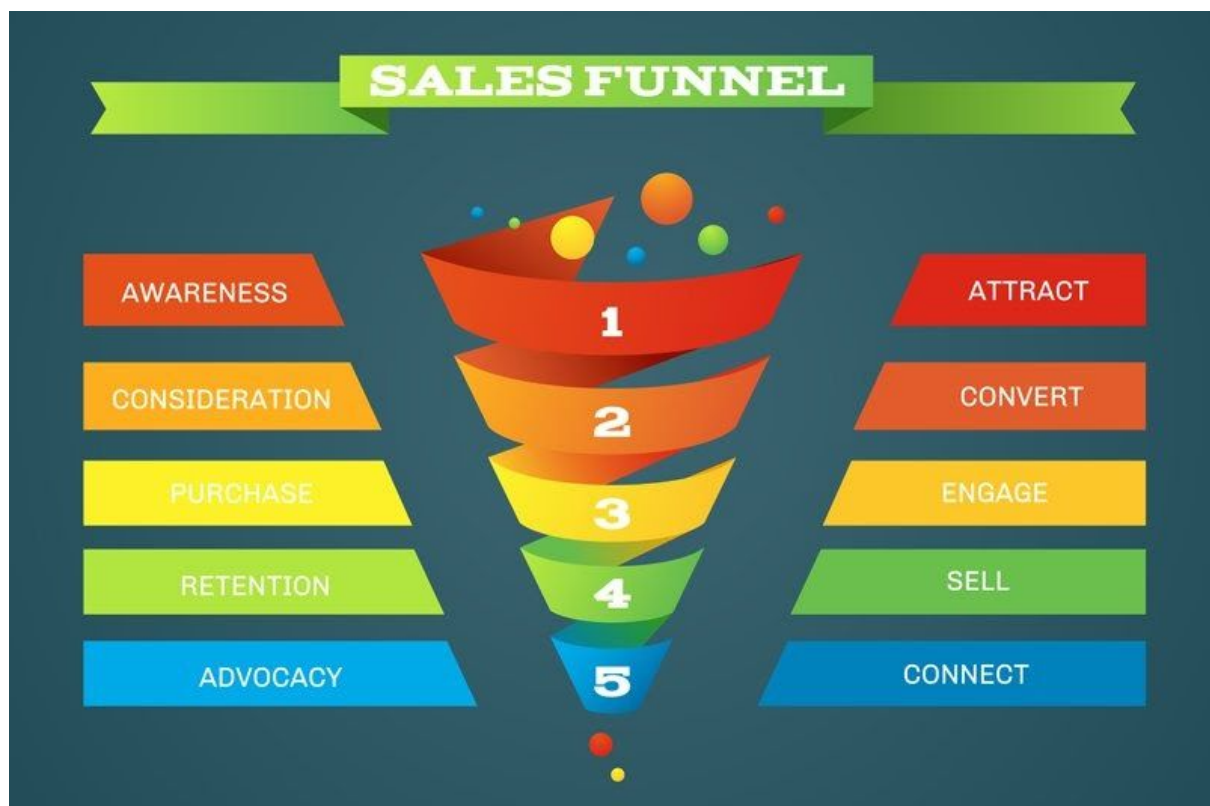 SALES FUNNEL
AWARENESS
1
ATTRACT
CONSIDERATION
2
CONVERT
PURCHASE
3
ENGAGE
RETENTION
4
SELL
ADVOCACY
5
CONNECT